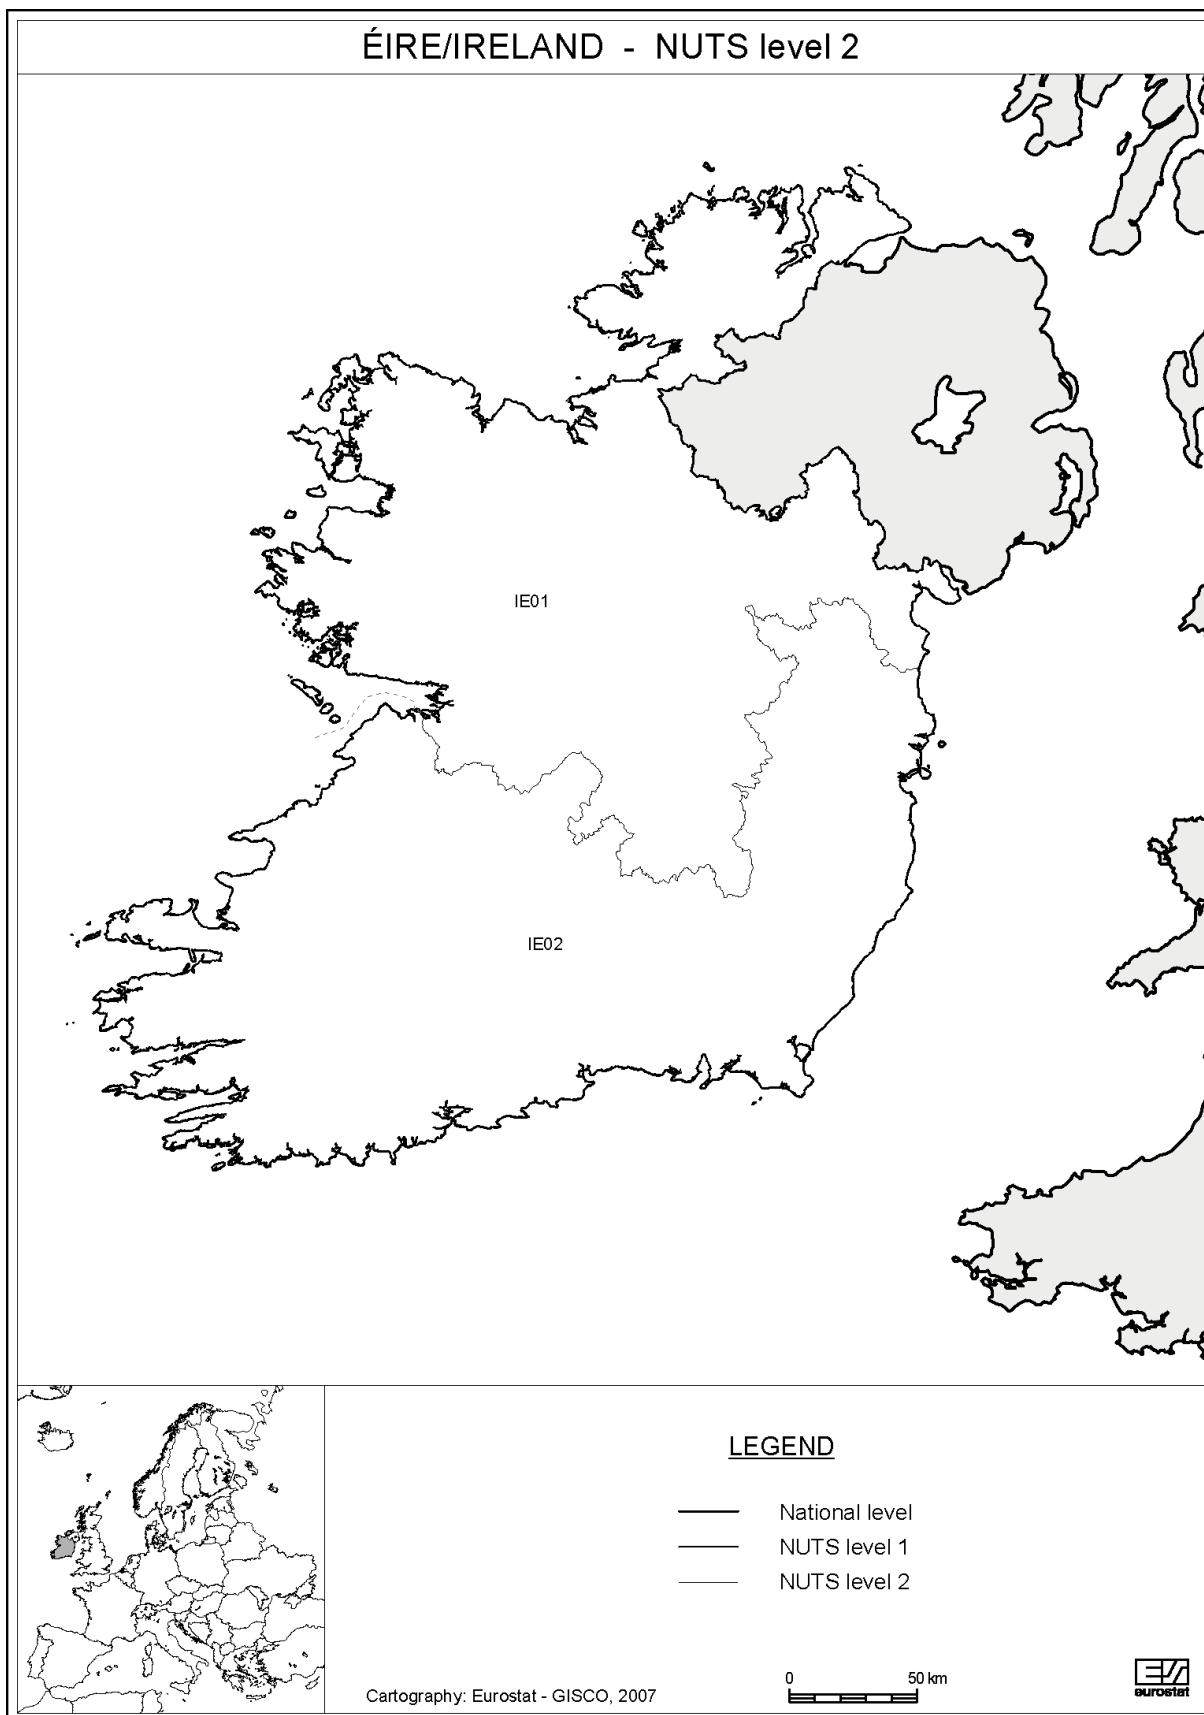 ÉIRE/IRELAND - NUTS level 2
IE01
IE02
LEGEND
National level
NUTS level 1
NUTS level 2
Cartography: Eurostat - GISCO, 2007
0 50 km
eurostat